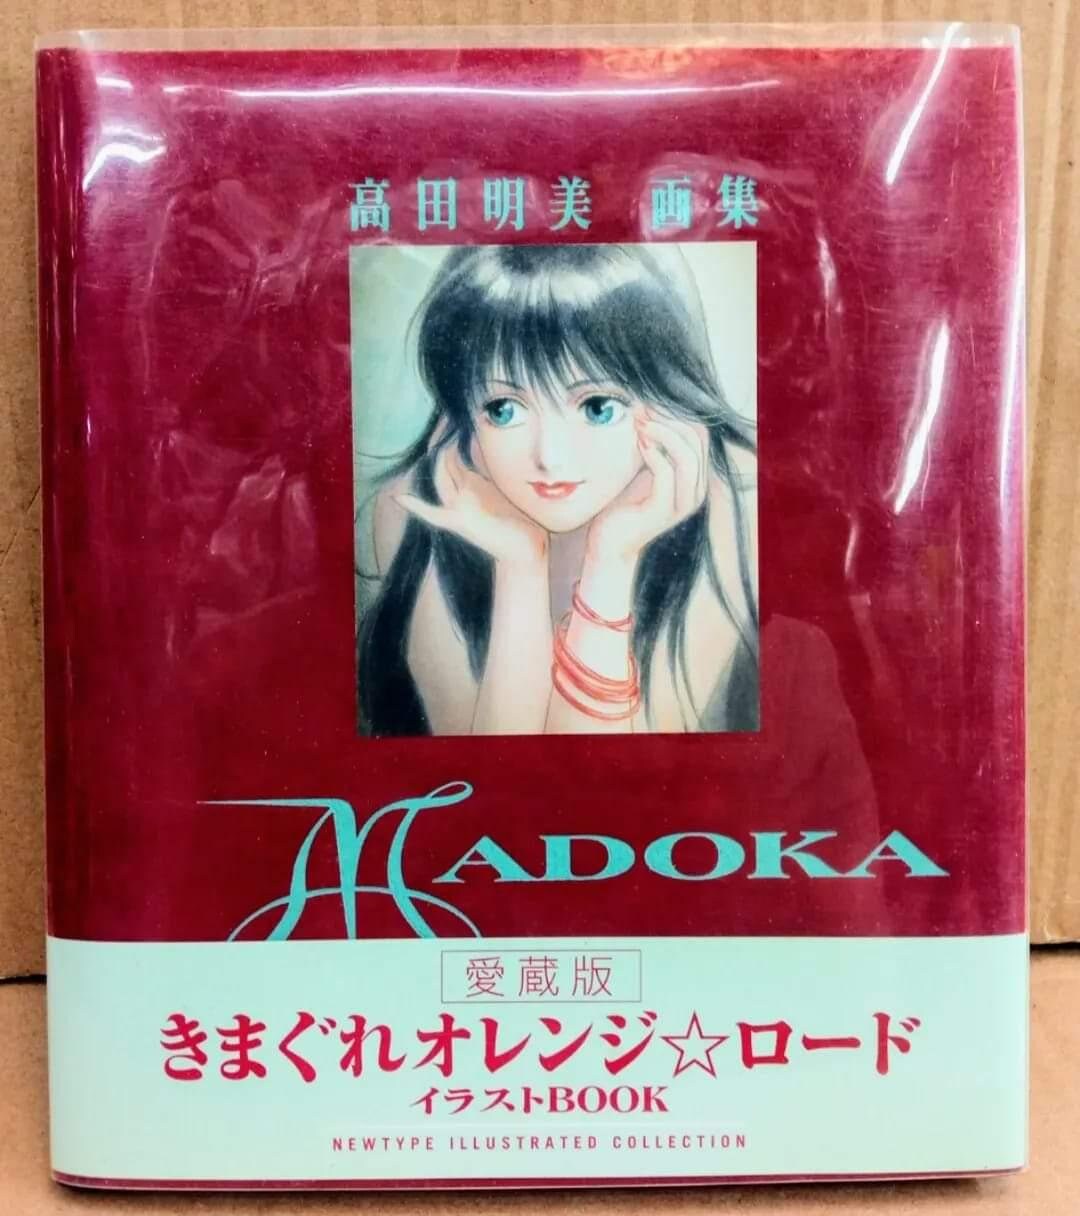 高田明美 画集
MADOKA
愛蔵版
きまぐれオレンジ☆ロード
イラストBOOK
NEWTYPE ILLUSTRATED COLLECTION